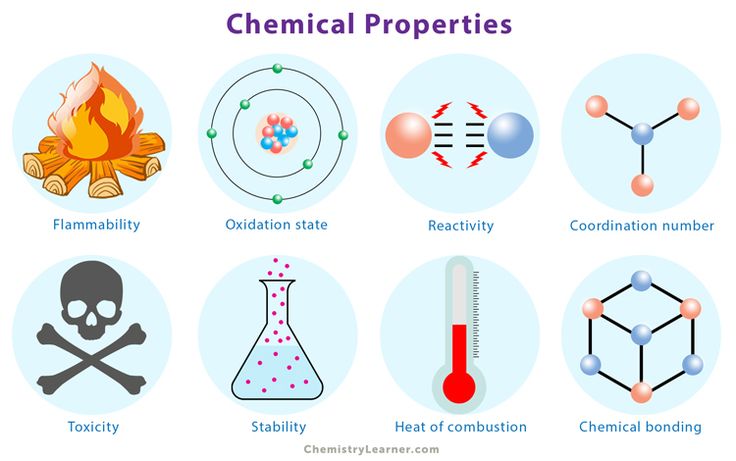 Chemical Properties
Flammability
Oxidation state
Reactivity
Coordination number
Toxicity
Stability
Heat of combustion
Chemical bonding
ChemistryLearner.com